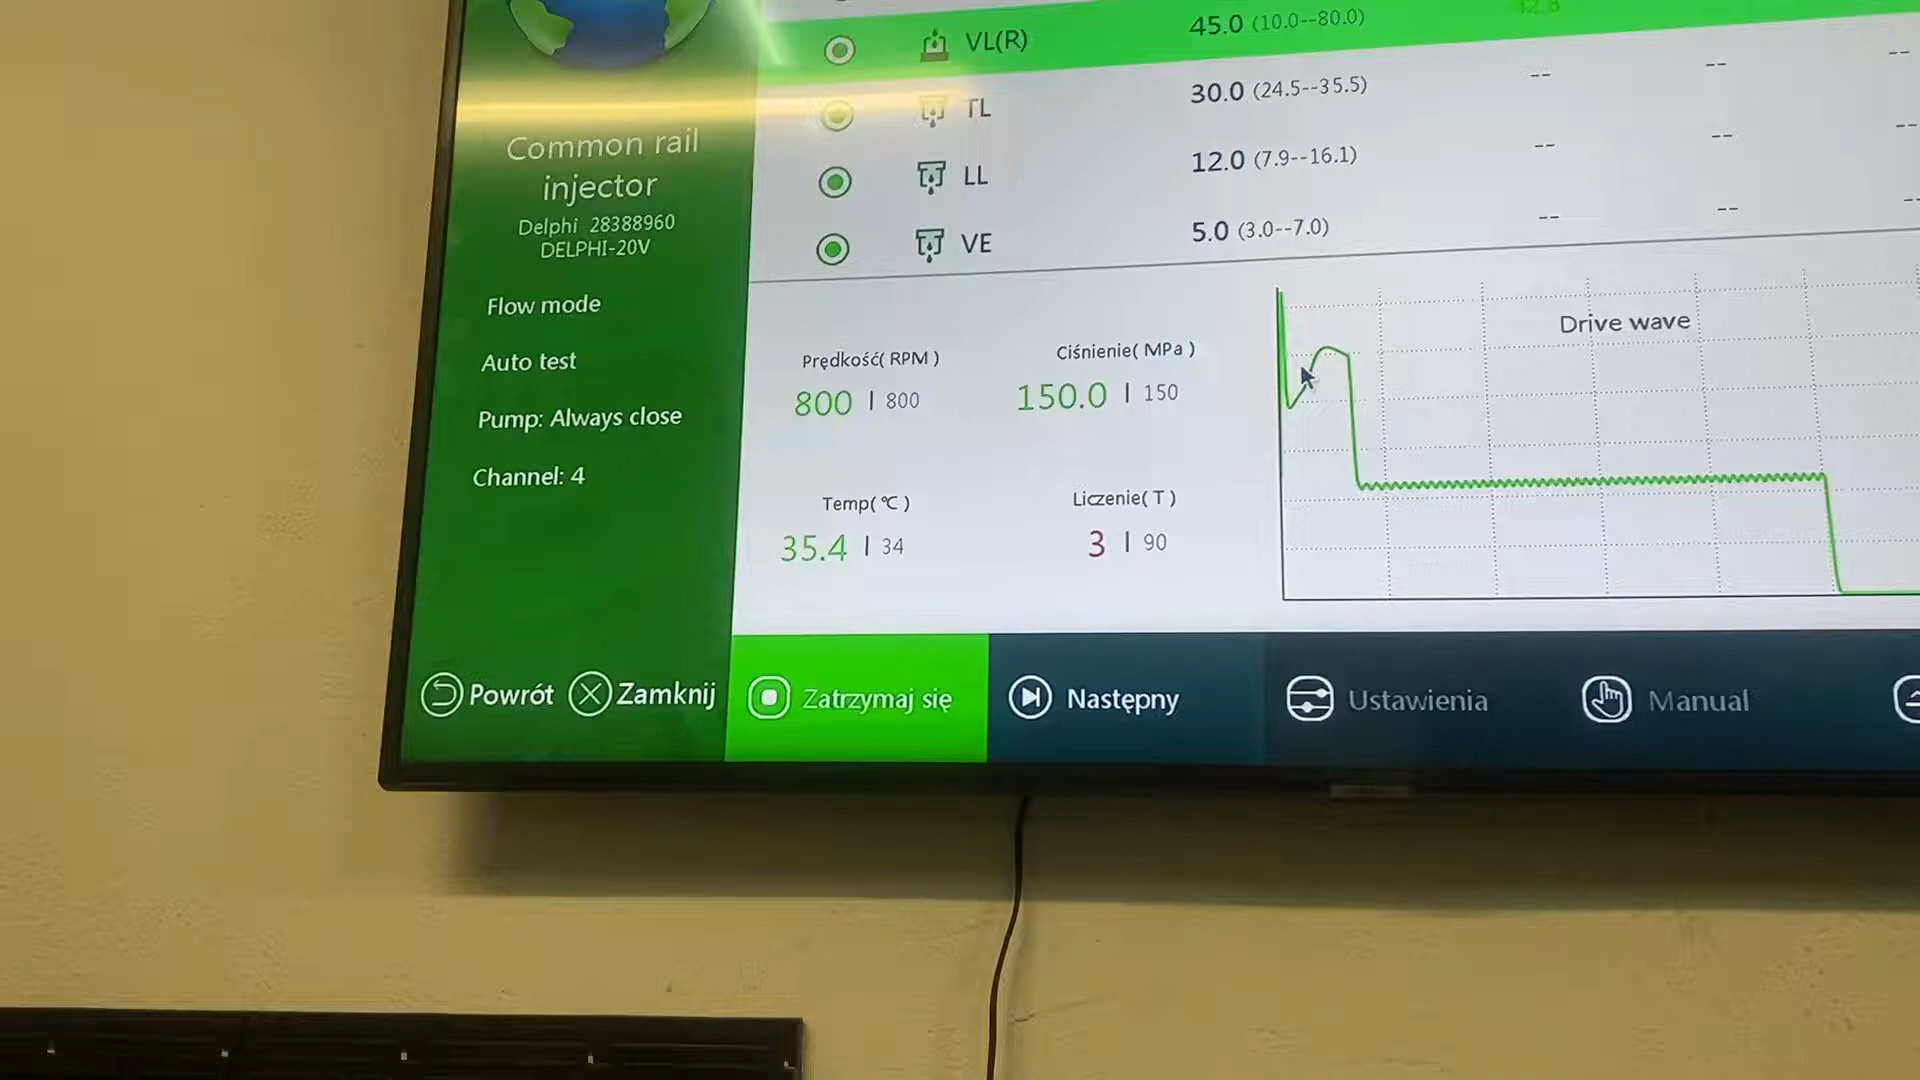 VL(R) 45.0 (10.0--80.0)
TL 30.0 (24.5--35.5) -- --
LL 12.0 (7.9--16.1) -- -- --
VE 5.0 (3.0--7.0) -- -- --
Common rail
injector
Delphi 28388960
DELPHI-20V
Flow mode
Auto test
Pump: Always close
Channel: 4
Prędkość( RPM )
800 | 800
Ciśnienie( MPa )
150.0 | 150
Temp( ℃ )
35.4 | 34
Liczenie( T )
3 | 90
Drive wave
Powrót Zamknij Zatrzymaj się Następny Ustawienia Manual